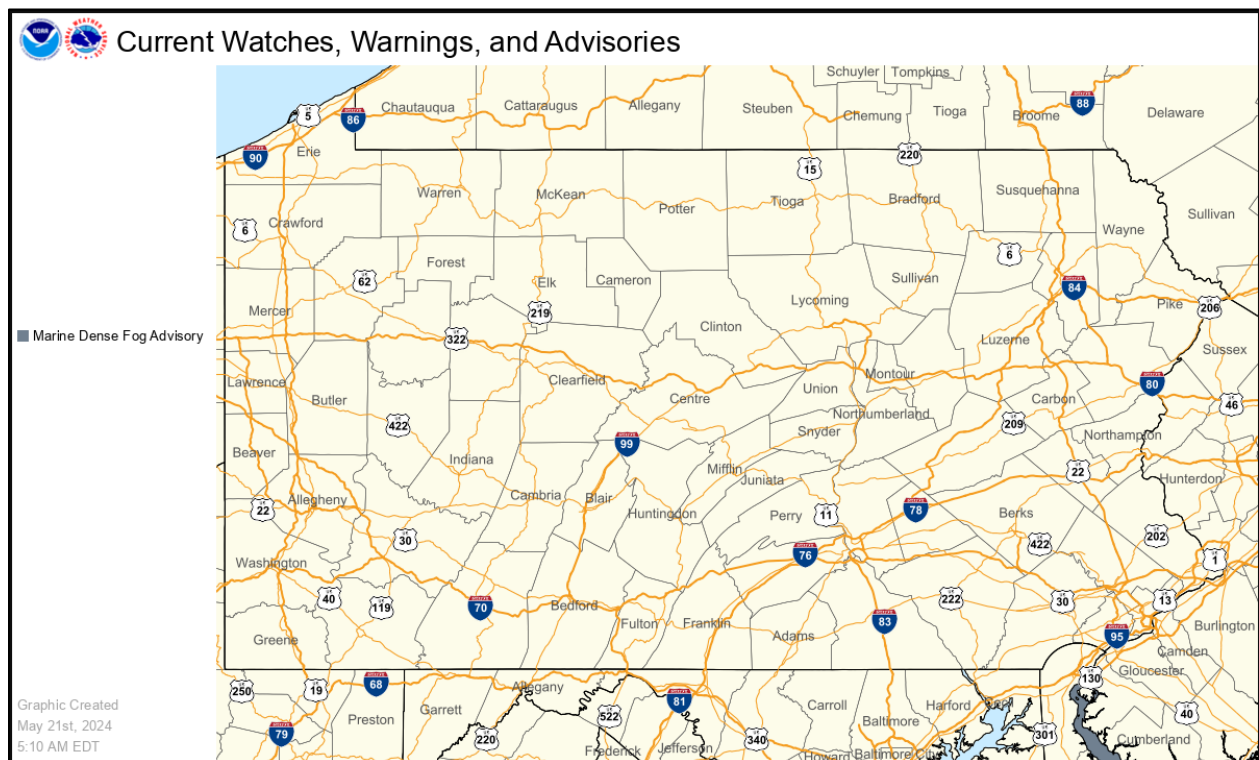 NOAA
Current Watches, Warnings, and Advisories
Schuyler
Tompkins
Chautauqua
Cattaraugus
Allegany
Steuben
Chemung
Tioga
Broome
Delaware
88
5
86
90
Erie
15
220
Warren
McKean
Potter
Tioga
Bradford
Susquehanna
Sullivan
Crawford
6
Wayne
Forest
62
Elk
Cameron
Sullivan
6
84
Mercer
219
Lycoming
Pike
206
Marine Dense Fog Advisory
322
Clinton
Luzerne
Sussex
Lawrence
Clearfield
Montour
80
Butler
Centre
Union
Carbon
46
Northumberland
422
99
Snyder
209
Northampton
Beaver
Indiana
Mifflin
22
Juniata
Hunterdon
Allegheny
Cambria
Blair
22
Huntingdon
Perry
11
78
Berks
30
76
422
202
Washington
1
40
119
70
Bedford
222
30
13
Fulton
Franklin
83
Burlington
Greene
Adams
95
Camden
Gloucester
250
19
68
Allegany
130
Graphic Created
Preston
Garrett
522
81
Carroll
Harford
Cecil
40
May 21st, 2024
79
220
340
Baltimore
301
Cumberland
5:10 AM EDT
Frederick
Jefferson
Howard
Baltimore City